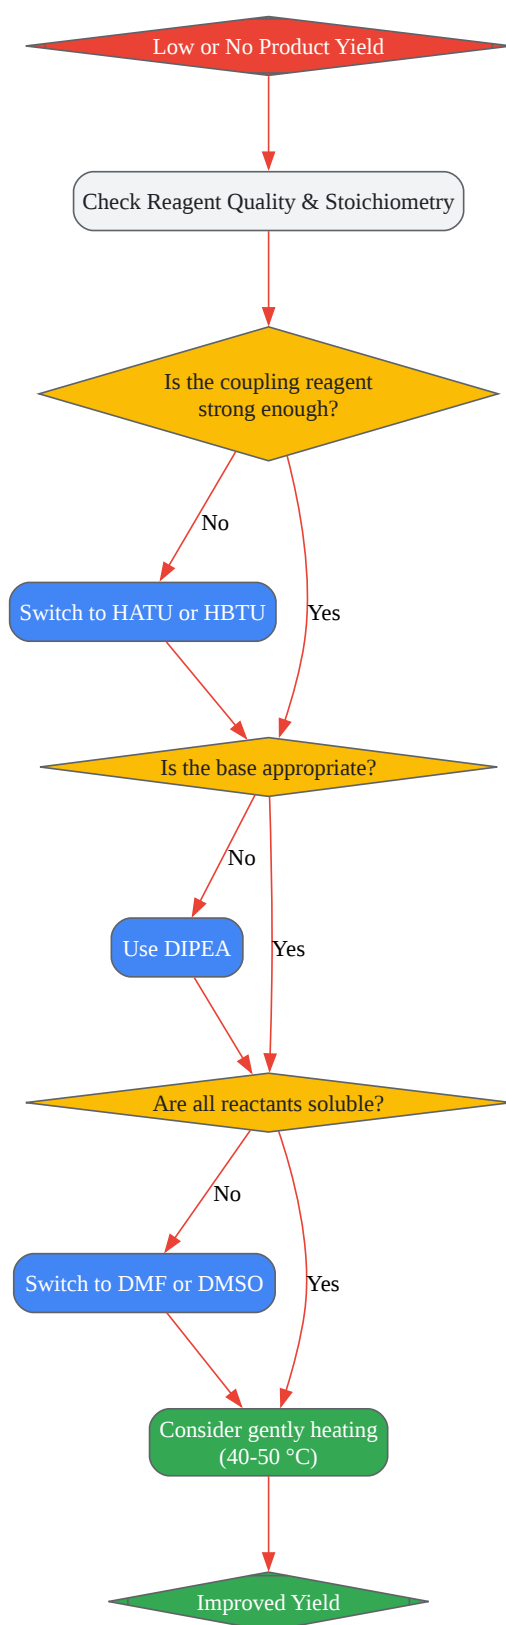 Low or No Product Yield
Check Reagent Quality & Stoichiometry
Is the coupling reagent
strong enough?
No
Yes
Switch to HATU or HBTU
Is the base appropriate?
No
Yes
Use DIPEA
Are all reactants soluble?
No
Yes
Switch to DMF or DMSO
Consider gently heating
(40-50 °C)
Improved Yield